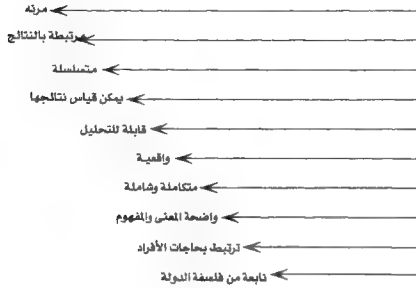 مرنه
مرتبطة بالنتائج
متسلسلة
يمكن قياس نتائجها
قابلة للتحليل
واقعية
متكاملة وشاملة
واضحة المعنى والمفهوم
ترتبط بحاجات الأفراد
نابعة من فلسفة الدولة